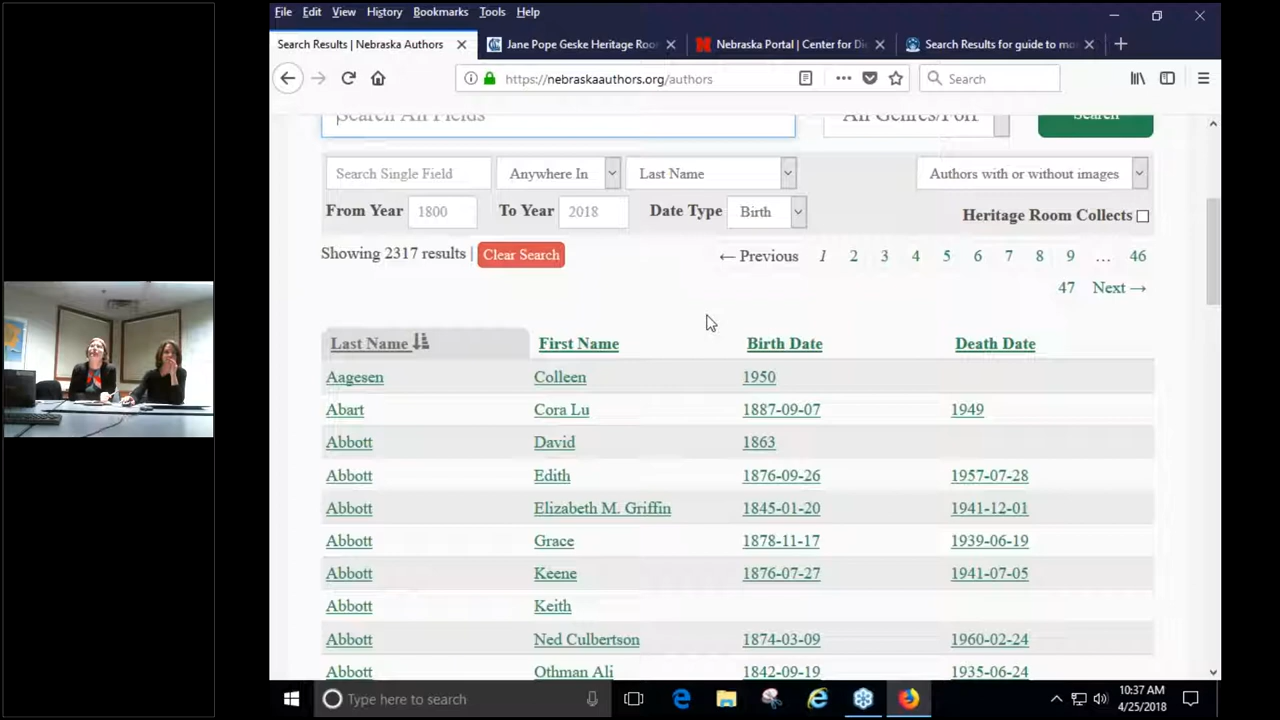 File Edit View History Bookmarks Tools Help
Search Results | Nebraska Authors
Jane Pope Geske Heritage Roo
Nebraska Portal | Center for Di
Search Results for guide to mo
https://nebraskaauthors.org/authors
Search
Search All Fields
All Genres/For
Search
Search Single Field
Anywhere In
Last Name
Authors with or without images
From Year 1800 To Year 2018 Date Type Birth
Heritage Room Collects
Showing 2317 results | Clear Search
← Previous 1 2 3 4 5 6 7 8 9 … 46
47 Next →
Last Name First Name Birth Date Death Date
Aagesen Colleen 1950
Abart Cora Lu 1887-09-07 1949
Abbott David 1863
Abbott Edith 1876-09-26 1957-07-28
Abbott Elizabeth M. Griffin 1845-01-20 1941-12-01
Abbott Grace 1878-11-17 1939-06-19
Abbott Keene 1876-07-27 1941-07-05
Abbott Keith
Abbott Ned Culbertson 1874-03-09 1960-02-24
Abbott Othman Ali 1842-09-19 1935-06-24
Type here to search
10:37 AM
4/25/2018